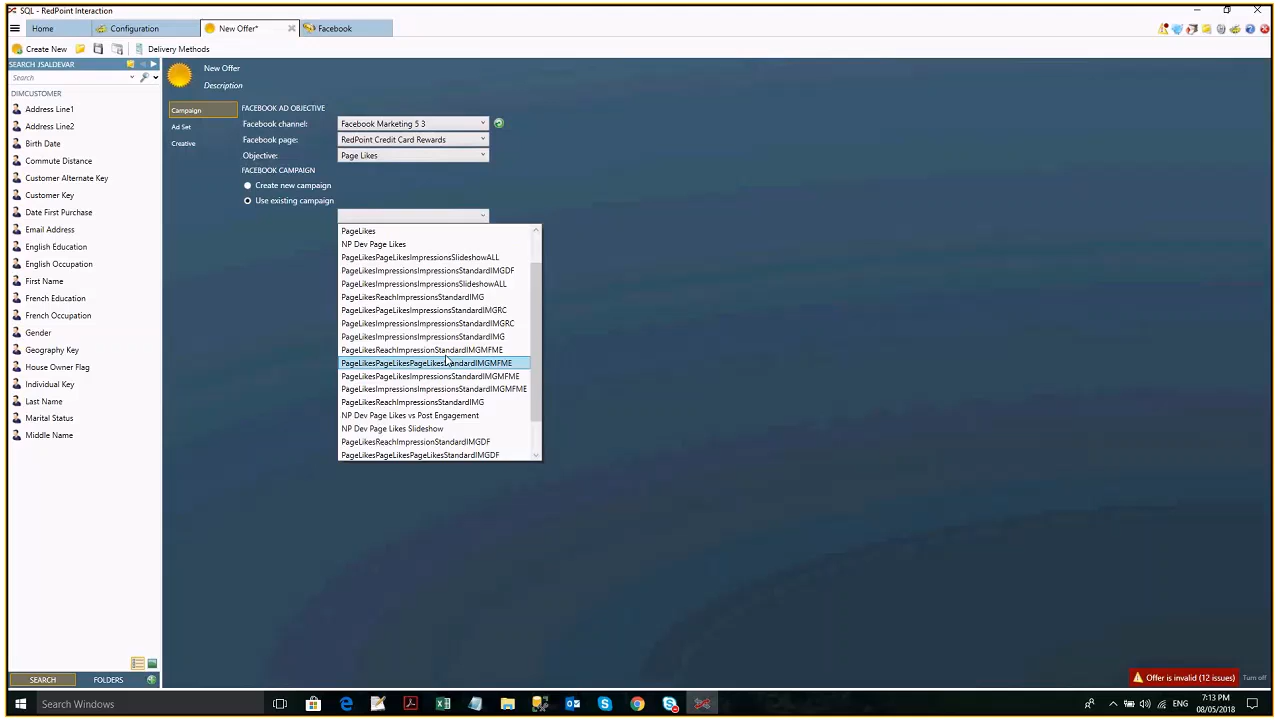 SQL - RedPoint Interaction
Home
Configuration
New Offer*
Facebook
Create New
Delivery Methods
SEARCH JSALDEVAR
Search
DIMCUSTOMER
Address Line1
Address Line2
Birth Date
Commute Distance
Customer Alternate Key
Customer Key
Date First Purchase
Email Address
English Education
English Occupation
First Name
French Education
French Occupation
Gender
Geography Key
House Owner Flag
Individual Key
Last Name
Marital Status
Middle Name
SEARCH
FOLDERS
New Offer
Description
Campaign
Ad Set
Creative
FACEBOOK AD OBJECTIVE
Facebook channel: Facebook Marketing 5 3
Facebook page: RedPoint Credit Card Rewards
Objective: Page Likes
FACEBOOK CAMPAIGN
Create new campaign
Use existing campaign
PageLikes
NP Dev Page Likes
PageLikesPageLikesImpressionsSlideshowALL
PageLikesImpressionsImpressionsStandardIMGDF
PageLikesImpressionsImpressionsSlideshowALL
PageLikesReachImpressionsStandardIMG
PageLikesPageLikesImpressionsStandardIMGRC
PageLikesImpressionsImpressionsStandardIMGRC
PageLikesImpressionsImpressionsStandardIMG
PageLikesReachImpressionStandardIMGMFME
PageLikesPageLikesPageLikesStandardIMGMFME
PageLikesPageLikesImpressionsStandardIMGMFME
PageLikesImpressionsImpressionsStandardIMGMFME
PageLikesReachImpressionsStandardIMG
NP Dev Page Likes vs Post Engagement
NP Dev Page Likes Slideshow
PageLikesReachImpressionStandardIMGDF
PageLikesPageLikesPageLikesStandardIMGDF
Offer is invalid (12 issues)
Turn off
Search Windows
ENG
7:13 PM
08/05/2018